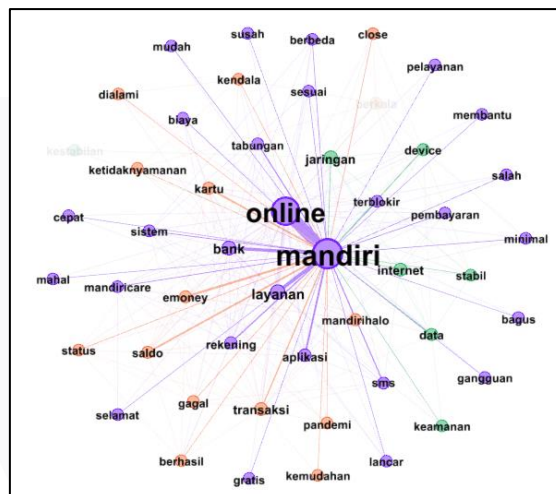 susah
close
mudah
berbeda
pelayanan
kendala
dialami
sesuai
berkala
membantu
biaya
tabungan
device
kestabilan
jaringan
ketidaknyamanan
salah
kartu
terblokir
online
cepat
pembayaran
sistem
bank
minimal
mandiri
internet
stabil
mahal
mandiricare
layanan
emoney
bagus
mandirihalo
data
status
saldo
rekening
aplikasi
gangguan
sms
gagal
selamat
transaksi
pandemi
keamanan
berhasil
lancar
gratis
kemudahan